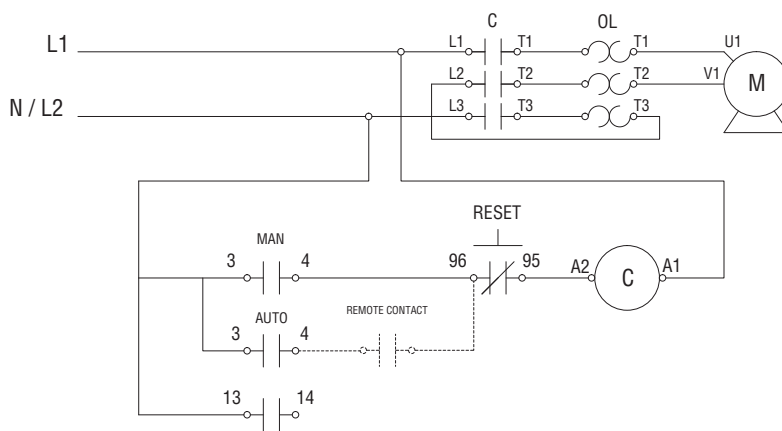 C OL
L1 L1 T1 T1 U1
L2 T2 T2 V1 M
N / L2 L3 T3 T3
RESET
MAN
3 4 96 95 A2 C A1
AUTO REMOTE CONTACT
3 4
13 14